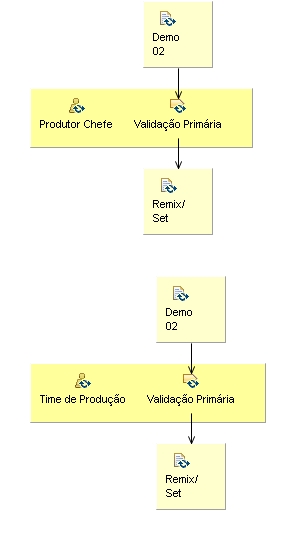 Demo
02
Produtor Chefe Validação Primária
Remix/
Set
Demo
02
Time de Produção Validação Primária
Remix/
Set